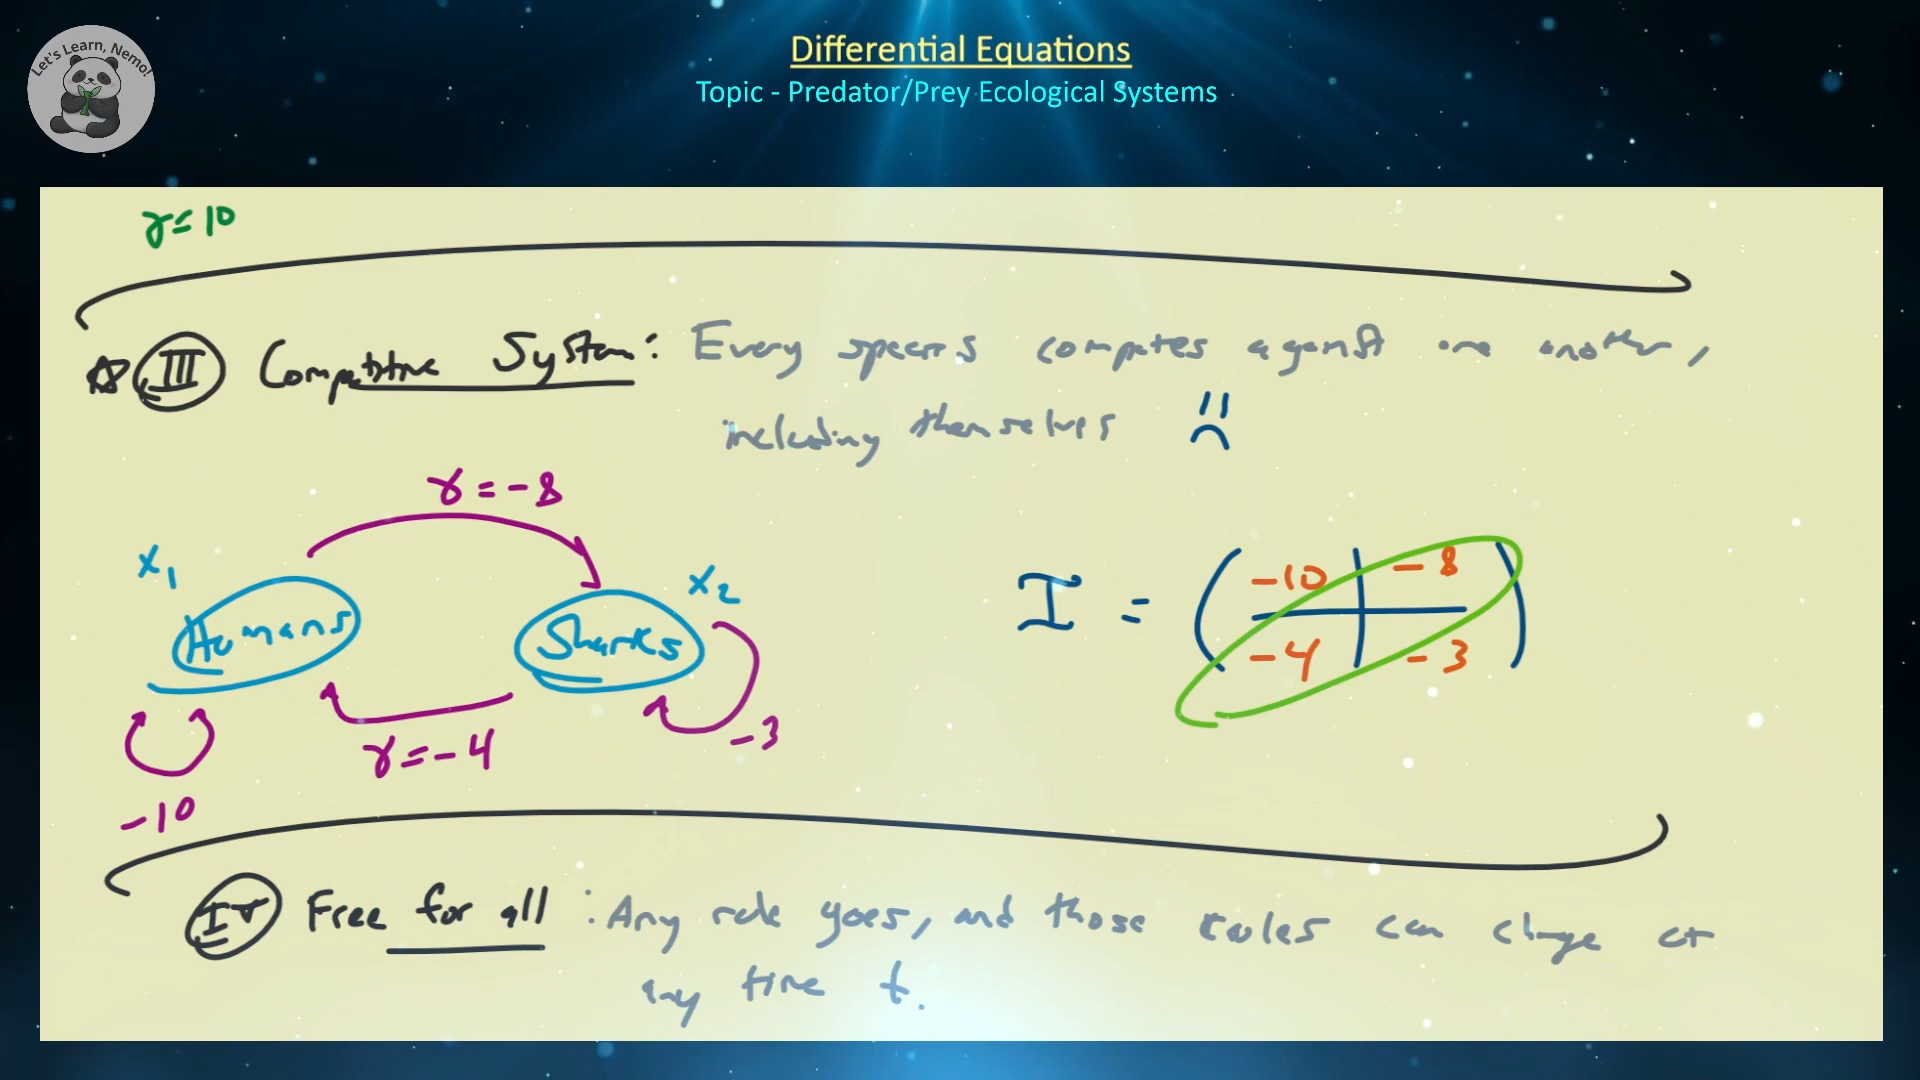 Let's Learn, Nemo!
Differential Equations
Topic - Predator/Prey Ecological Systems
γ = 10
III Competitive System: Every species competes against one another,
including themselves
γ = -8
x₁
x₂
Humans
Sharks
I =
-10 -8
-4 -3
-3
γ = -4
-10
IV Free for all: Any rule goes, and those rules can change at
any time t.